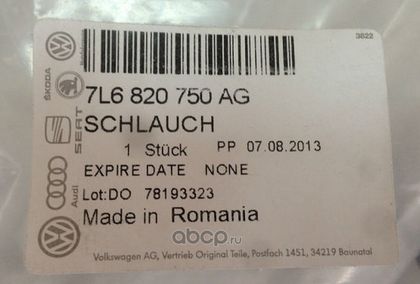 3822
7L6 820 750 AG
SCHLAUCH
1 Stück PP 07.08.2013
EXPIRE DATE NONE
Lot:DO 78193323
Made in Romania
Volkswagen AG, Vertrieb Original Teile, Postfach 1451, 34219 Baunatal
ŠKODA
SEAT
Audi
авсp.ru